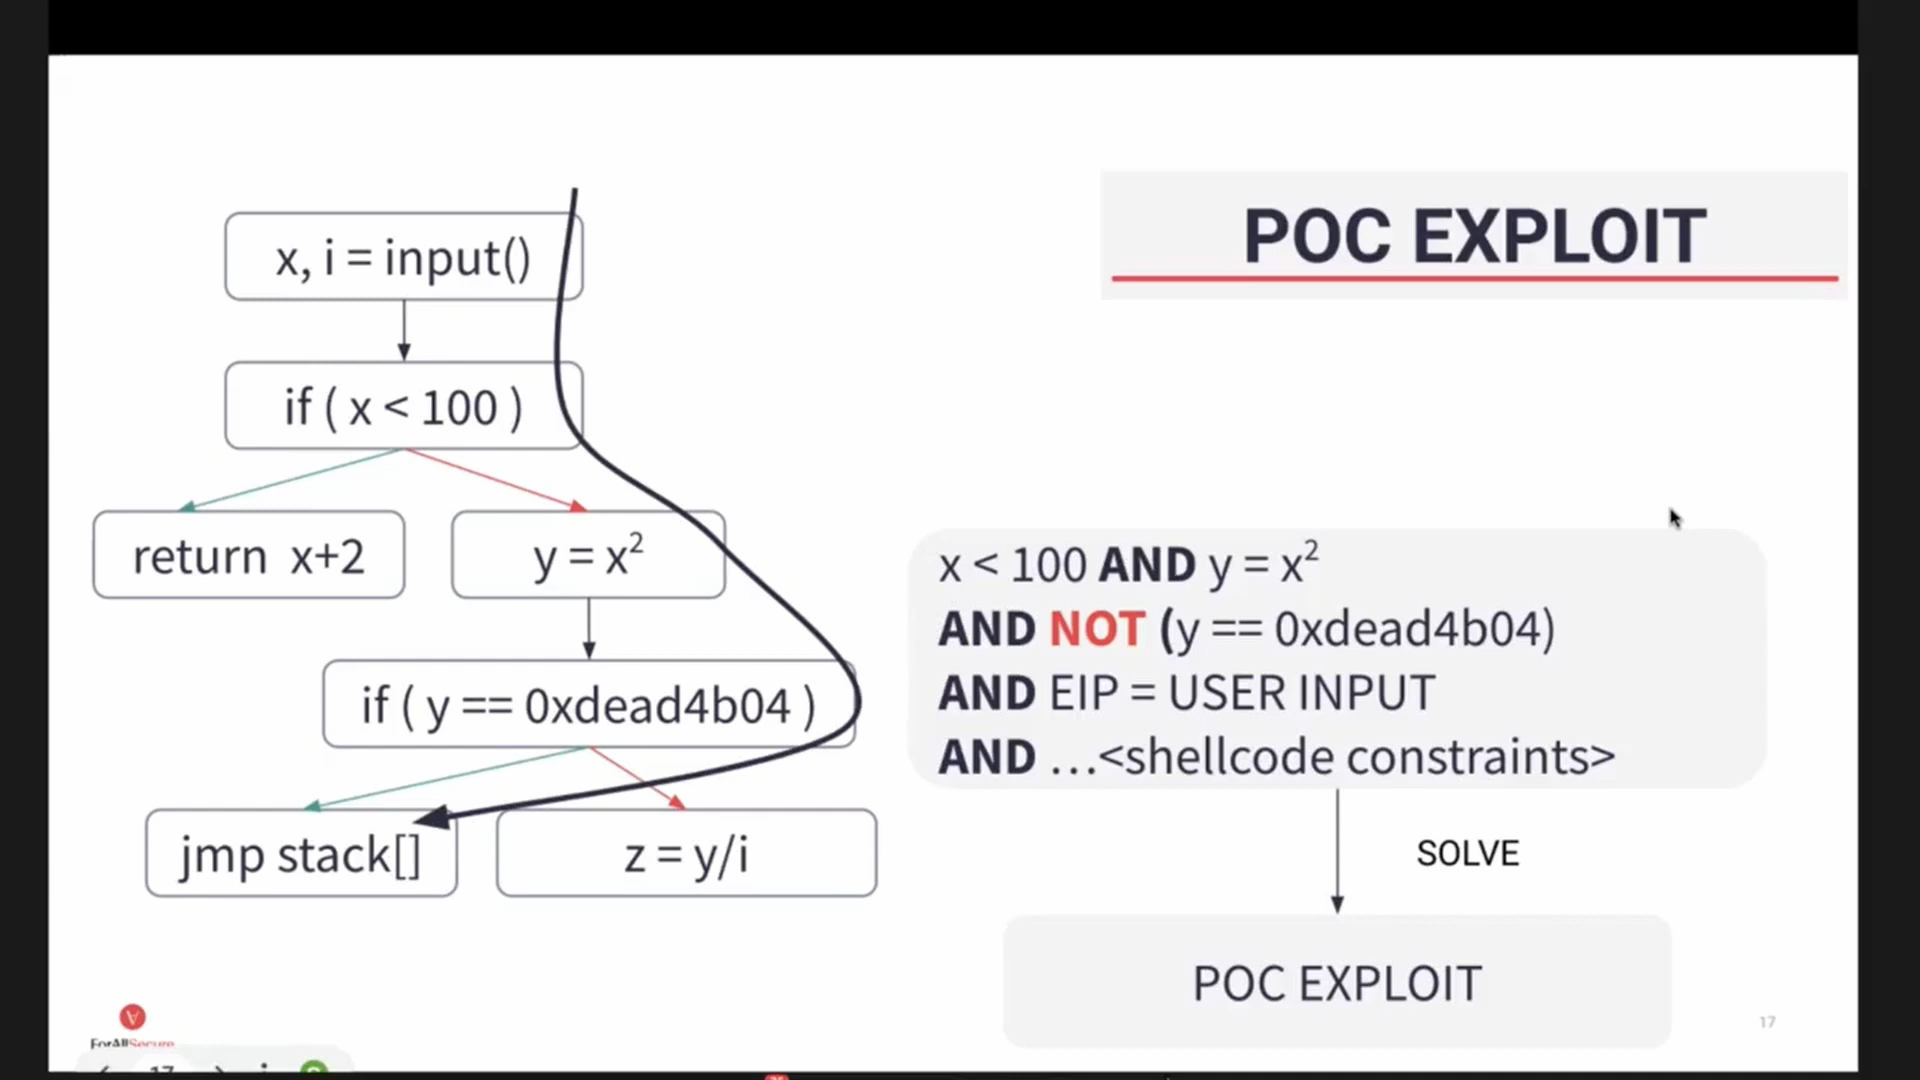 POC EXPLOIT
x, i = input()
if ( x < 100 )
return x+2
y = x²
if ( y == 0xdead4b04 )
jmp stack[]
z = y/i
x < 100 AND y = x²
AND NOT (y == 0xdead4b04)
AND EIP = USER INPUT
AND ...<shellcode constraints>
SOLVE
POC EXPLOIT
ForAllSecure
17
17